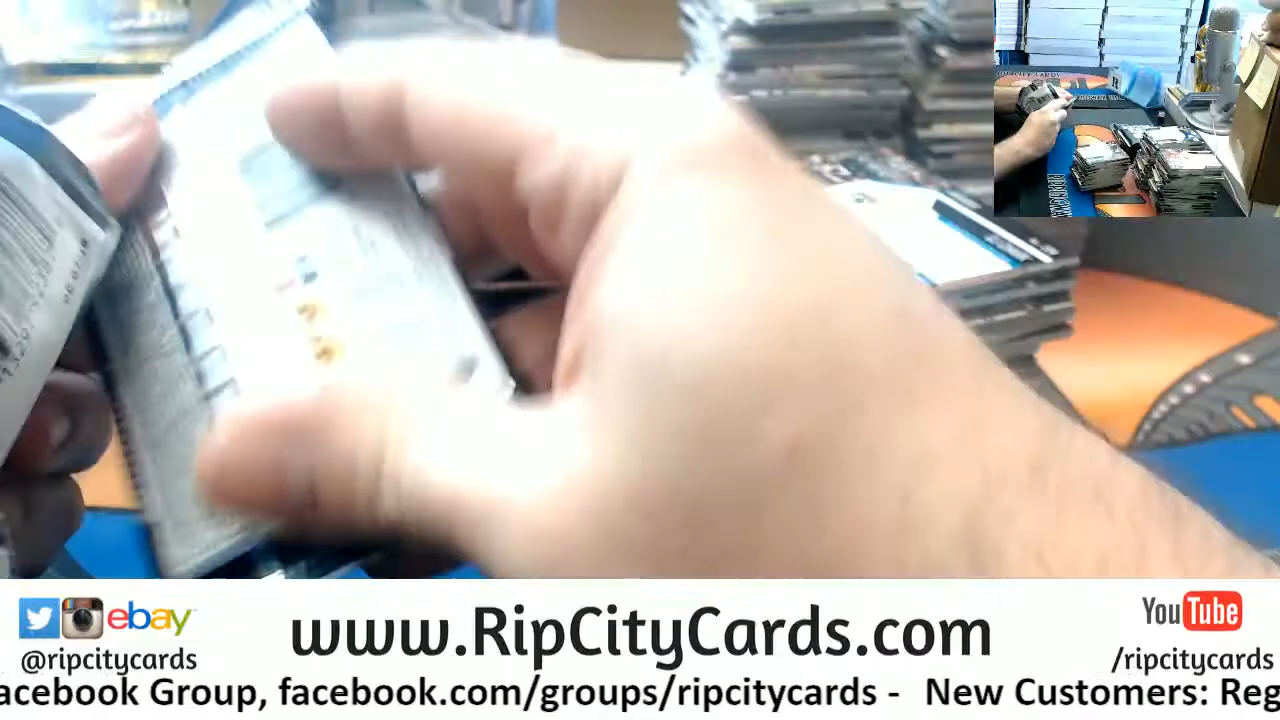 ebay
@ripcitycards
www.RipCityCards.com
YouTube
/ripcitycards
acebook Group, facebook.com/groups/ripcitycards - New Customers: Reg